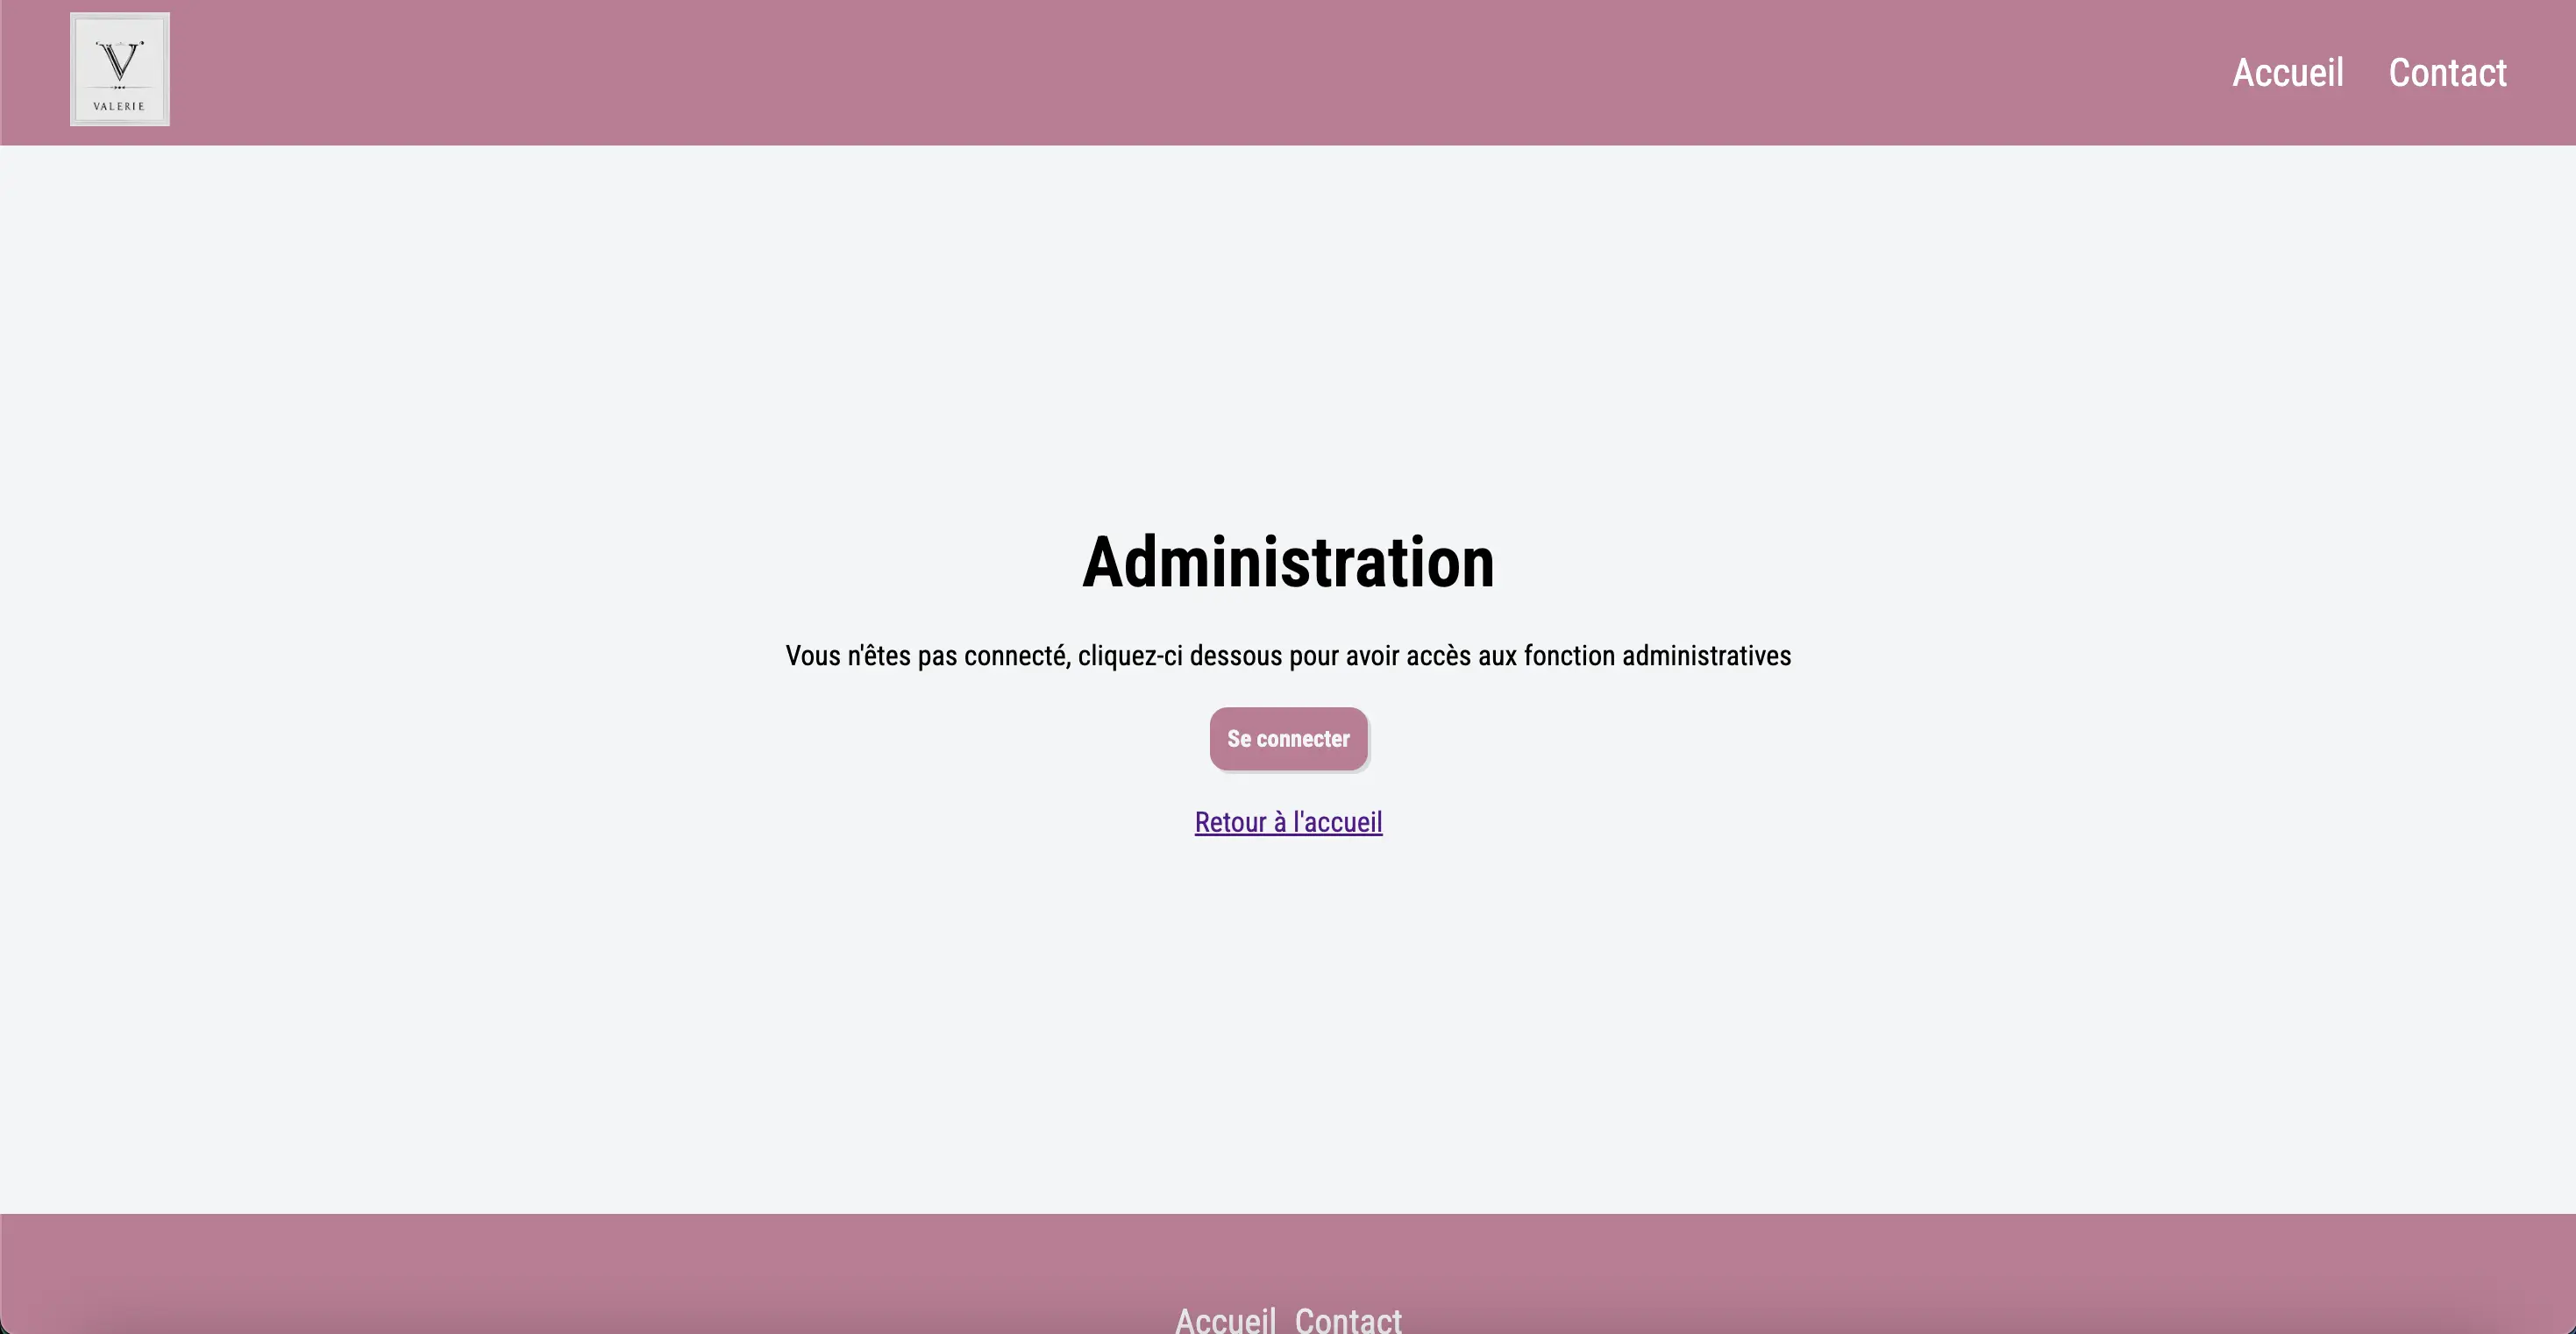 V
VALERIE
Accueil Contact
Administration
Vous n'êtes pas connecté, cliquez-ci dessous pour avoir accès aux fonction administratives
Se connecter
Retour à l'accueil
Accueil Contact